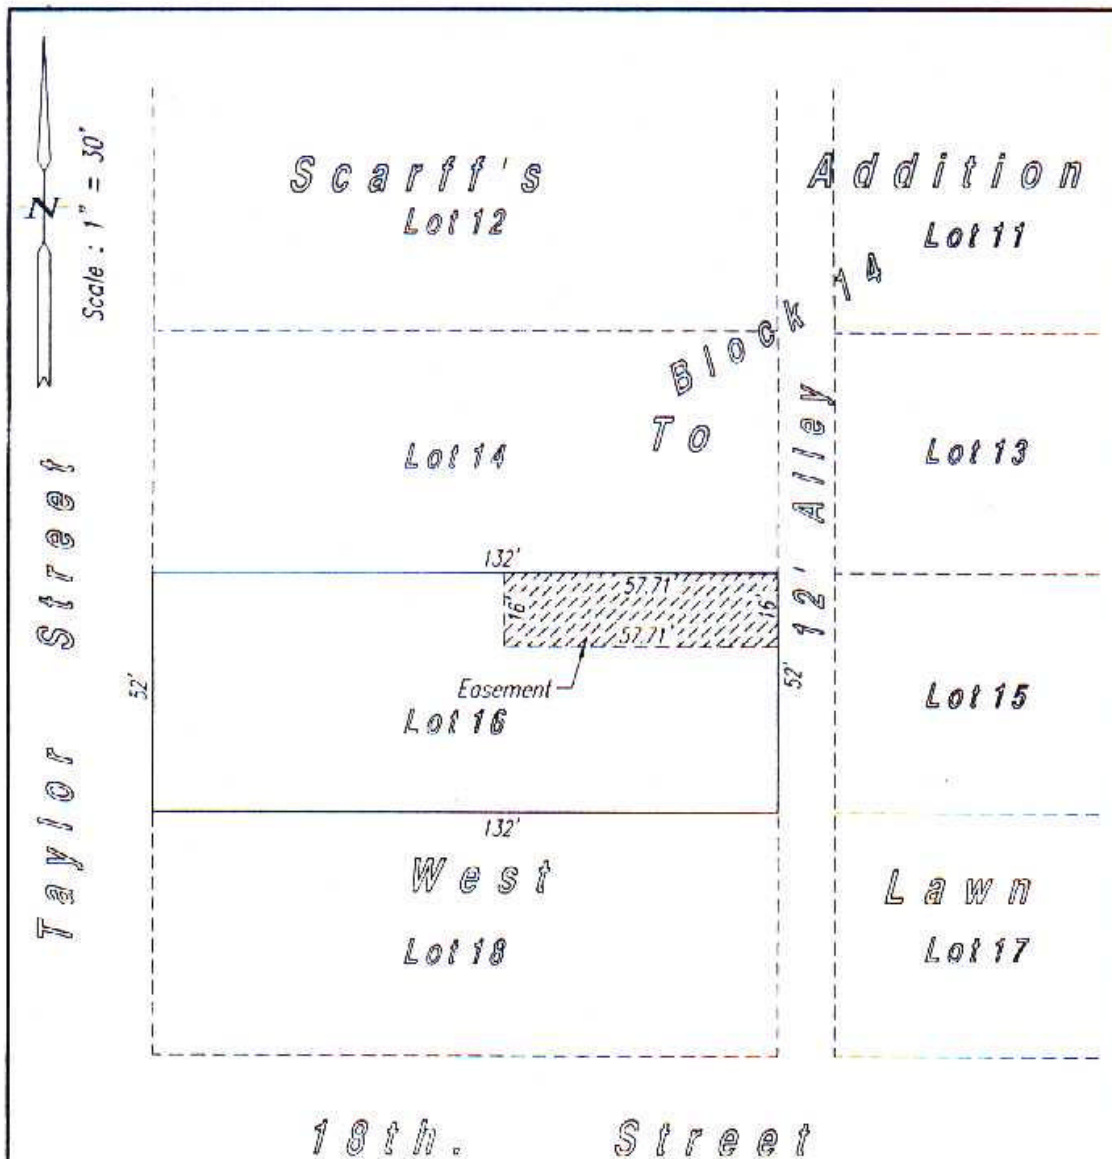 N
Scale : 1" = 30"
Scarff's Addition
Lot 12
Lot 11
Block 14
To
Lot 14
Lot 13
12' Alley
Taylor Street
132'
57.71'
16'
16'
57.71'
52'
52'
Easement
Lot 16
Lot 15
132'
West Lawn
Lot 18
Lot 17
18th. Street